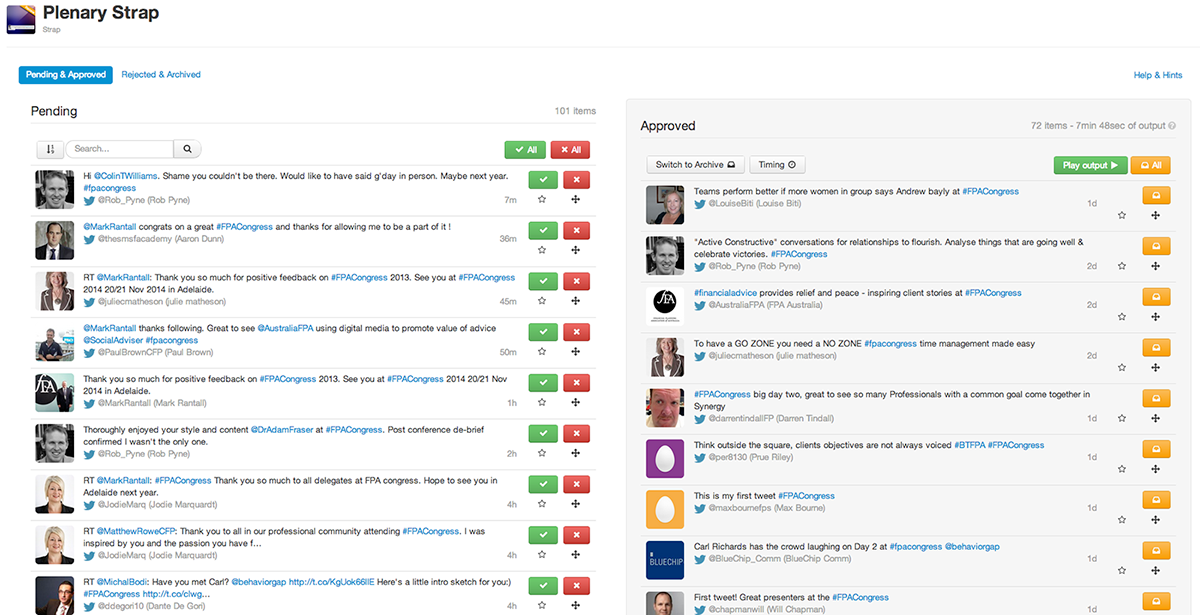 Plenary Strap
Strap
Pending & Approved
Rejected & Archived
Help & Hints
Pending
101 items
Search...
All
All
Hi @ColinTWilliams. Shame you couldn't be there. Would like to have said g'day in person. Maybe next year.
#fpacongress
@Rob_Pyne (Rob Pyne)
7m
@MarkRantall congrats on a great #FPACongress and thanks for allowing me to be a part of it !
@thesmsfacademy (Aaron Dunn)
36m
RT @MarkRantall: Thank you so much for positive feedback on #FPACongress 2013. See you at #FPACongress
2014 20/21 Nov 2014 in Adelaide.
@juliecmatheson (julie matheson)
45m
@MarkRantall thanks following. Great to see @AustraliaFPA using digital media to promote value of advice
@SocialAdviser #fpacongress
@PaulBrownCFP (Paul Brown)
50m
Thank you so much for positive feedback on #FPACongress 2013. See you at #FPACongress 2014 20/21 Nov
2014 in Adelaide.
@MarkRantall (Mark Rantall)
1h
Thoroughly enjoyed your style and content @DrAdamFraser at #FPACongress. Post conference de-brief
confirmed I wasn't the only one.
@Rob_Pyne (Rob Pyne)
2h
RT @MarkRantall: #FPACongress Thank you so much to all delegates at FPA congress. Hope to see you in
Adelaide next year.
@JodieMarq (Jodie Marquardt)
4h
RT @MatthewRoweCFP: Thank you to all in our professional community attending #FPACongress. I was
inspired by you and the passion you have f...
@JodieMarq (Jodie Marquardt)
4h
RT @MichalBodi: Have you met Carl? @behaviorgap http://t.co/KgUok66llE Here's a little intro sketch for you:)
#FPACongress http://t.co/clwg...
@ddegori10 (Dante De Gori)
4h
Approved
72 items - 7min 48sec of output
Switch to Archive
Timing
Play output
All
Teams perform better if more women in group says Andrew bayly at #FPACongress
@LouiseBiti (Louise Biti)
1d
"Active Constructive" conversations for relationships to flourish. Analyse things that are going well &
celebrate victories. #FPACongress
@Rob_Pyne (Rob Pyne)
2d
FPA
#financialadvice provides relief and peace - inspiring client stories at #FPACongress
@AustraliaFPA (FPA Australia)
2d
To have a GO ZONE you need a NO ZONE #fpacongress time management made easy
@juliecmatheson (julie matheson)
2d
#FPACongress big day two, great to see so many Professionals with a common goal come together in
Synergy
@darrentindallFP (Darren Tindall)
1d
Think outside the square, clients objectives are not always voiced #BTFPA #FPACongress
@per8130 (Prue Riley)
1d
This is my first tweet #FPACongress
@maxbournefps (Max Bourne)
1d
BLUECHIP
Carl Richards has the crowd laughing on Day 2 at #fpacongress @behaviorgap
@BlueChip_Comm (BlueChip Comm)
1d
First tweet! Great presenters at the #FPACongress
@chapmanwill (Will Chapman)
1d